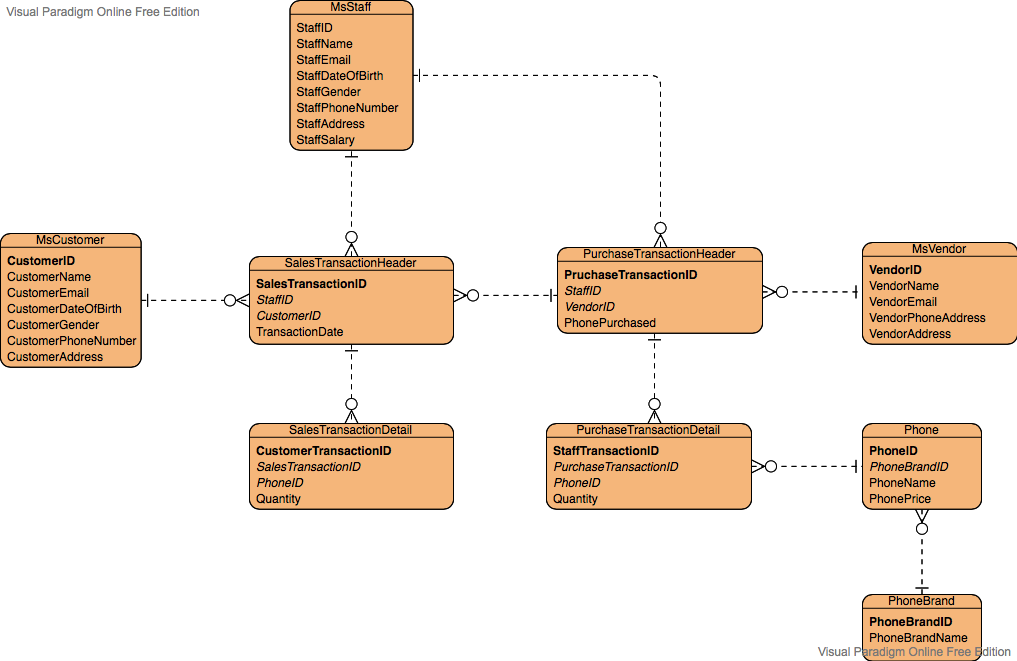 Visual Paradigm Online Free Edition
MsStaff
StaffID
StaffName
StaffEmail
StaffDateOfBirth
StaffGender
StaffPhoneNumber
StaffAddress
StaffSalary
MsCustomer
CustomerID
CustomerName
CustomerEmail
CustomerDateOfBirth
CustomerGender
CustomerPhoneNumber
CustomerAddress
SalesTransactionHeader
SalesTransactionID
StaffID
CustomerID
TransactionDate
PurchaseTransactionHeader
PruchaseTransactionID
StaffID
VendorID
PhonePurchased
MsVendor
VendorID
VendorName
VendorEmail
VendorPhoneAddress
VendorAddress
SalesTransactionDetail
CustomerTransactionID
SalesTransactionID
PhoneID
Quantity
PurchaseTransactionDetail
StaffTransactionID
PurchaseTransactionID
PhoneID
Quantity
Phone
PhoneID
PhoneBrandID
PhoneName
PhonePrice
PhoneBrand
PhoneBrandID
PhoneBrandName
Visual Paradigm Online Free Edition